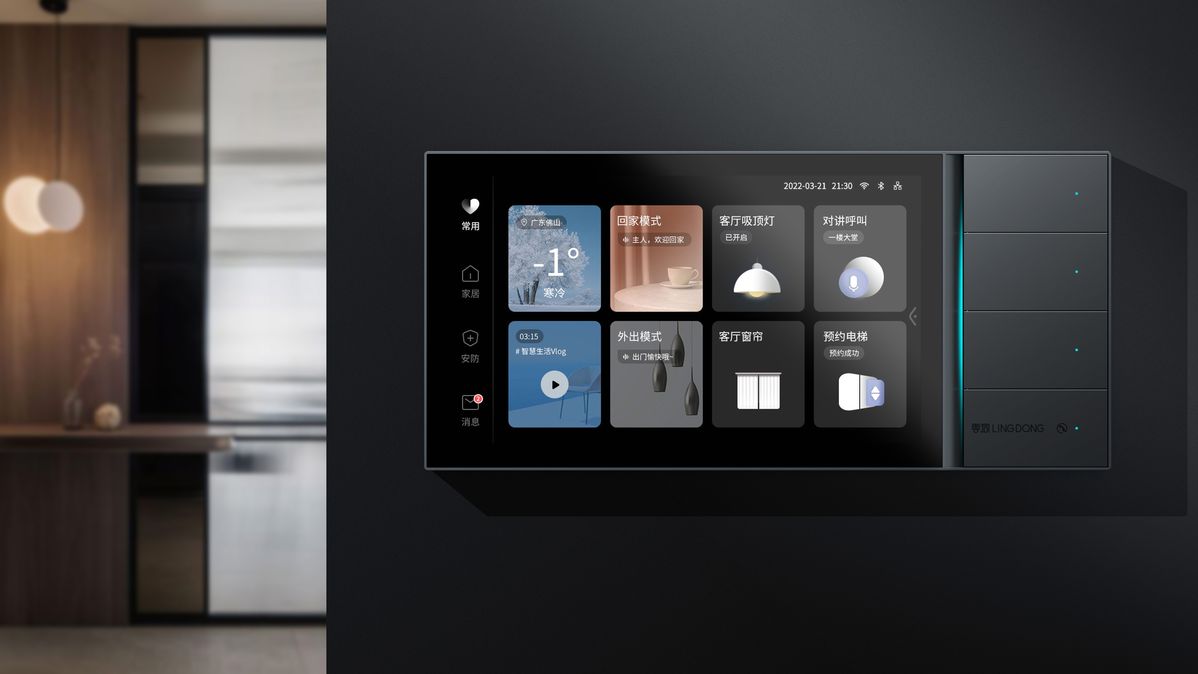 2022-03-21 21:30
常用
家居
安防
2
消息
广东佛山
-1°
寒冷
回家模式
主人，欢迎回家
客厅吸顶灯
已开启
对讲呼叫
一楼大堂
03:15
# 智慧生活Vlog
外出模式
出门愉快哦~
客厅窗帘
预约电梯
预约成功
LINGDONG